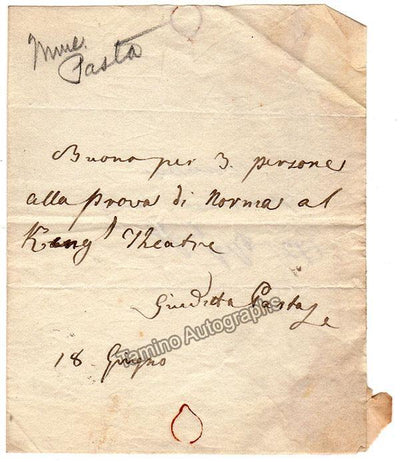 Mme.
Pasta
Buono per 3. persone
alla prova di Norma al
King's Theatre
Giuditta Pasta
Tamino Autographs
18. Giugno